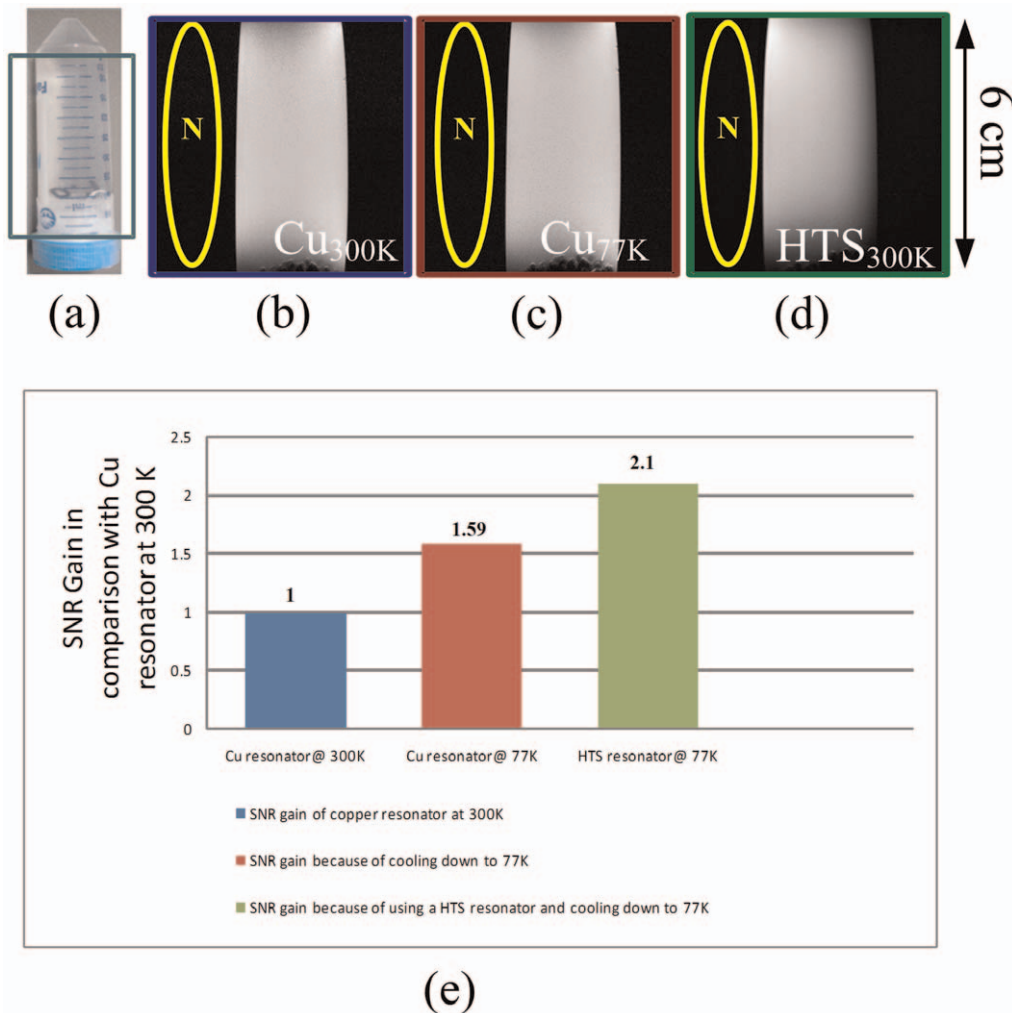 N
Cu300K
N
Cu77K
N
HTS300K
6 cm
(a)
(b)
(c)
(d)
SNR Gain in
comparison with Cu
resonator at 300 K
2.5
2
1.5
1
0.5
0
1
1.59
2.1
Cu resonator@ 300K
Cu resonator@ 77K
HTS resonator@ 77K
SNR gain of copper resonator at 300K
SNR gain because of cooling down to 77K
SNR gain because of using a HTS resonator and cooling down to 77K
(e)